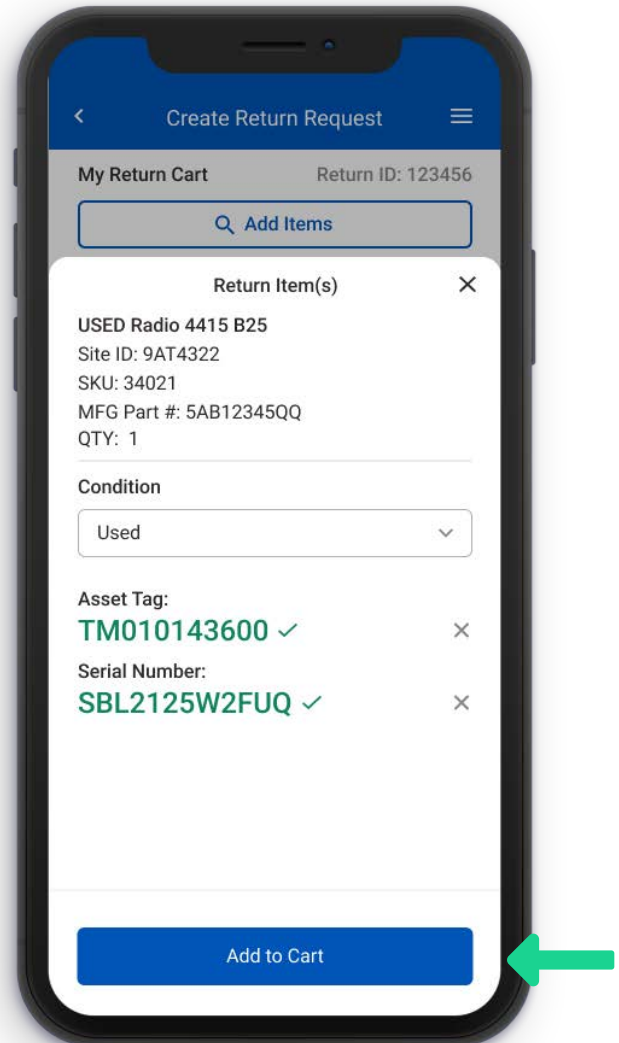 Create Return Request
My Return Cart Return ID: 123456
Add Items
Return Item(s)
USED Radio 4415 B25
Site ID: 9AT4322
SKU: 34021
MFG Part #: 5AB12345QQ
QTY: 1
Condition
Used
Asset Tag:
TM010143600
Serial Number:
SBL2125W2FUQ
Add to Cart